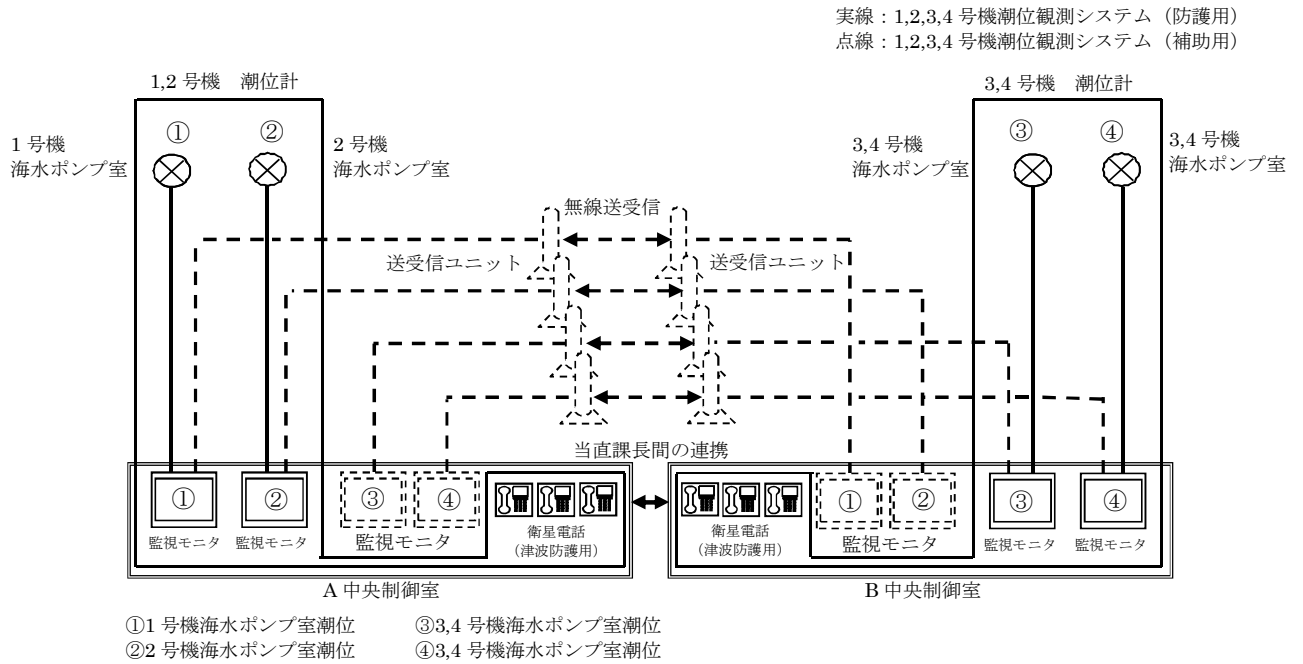 実線：1,2,3,4 号機潮位観測システム（防護用）
点線：1,2,3,4 号機潮位観測システム（補助用）
1,2 号機　潮位計
3,4 号機　潮位計
①
②
③
④
1 号機
海水ポンプ室
2 号機
海水ポンプ室
3,4 号機
海水ポンプ室
3,4 号機
海水ポンプ室
無線送受信
送受信ユニット
送受信ユニット
当直課長間の連携
①
②
③
④
①
②
③
④
監視モニタ
監視モニタ
監視モニタ
衛星電話
（津波防護用）
衛星電話
（津波防護用）
監視モニタ
監視モニタ
監視モニタ
A 中央制御室
B 中央制御室
①1 号機海水ポンプ室潮位
③3,4 号機海水ポンプ室潮位
②2 号機海水ポンプ室潮位
④3,4 号機海水ポンプ室潮位